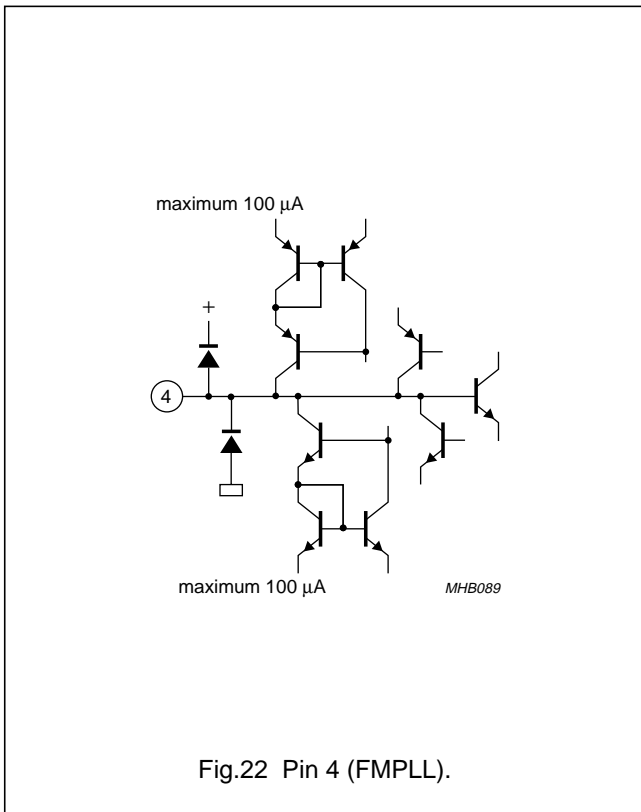 maximum 100 μA
+
4
maximum 100 μA
MHB089
Fig.22 Pin 4 (FMPLL).